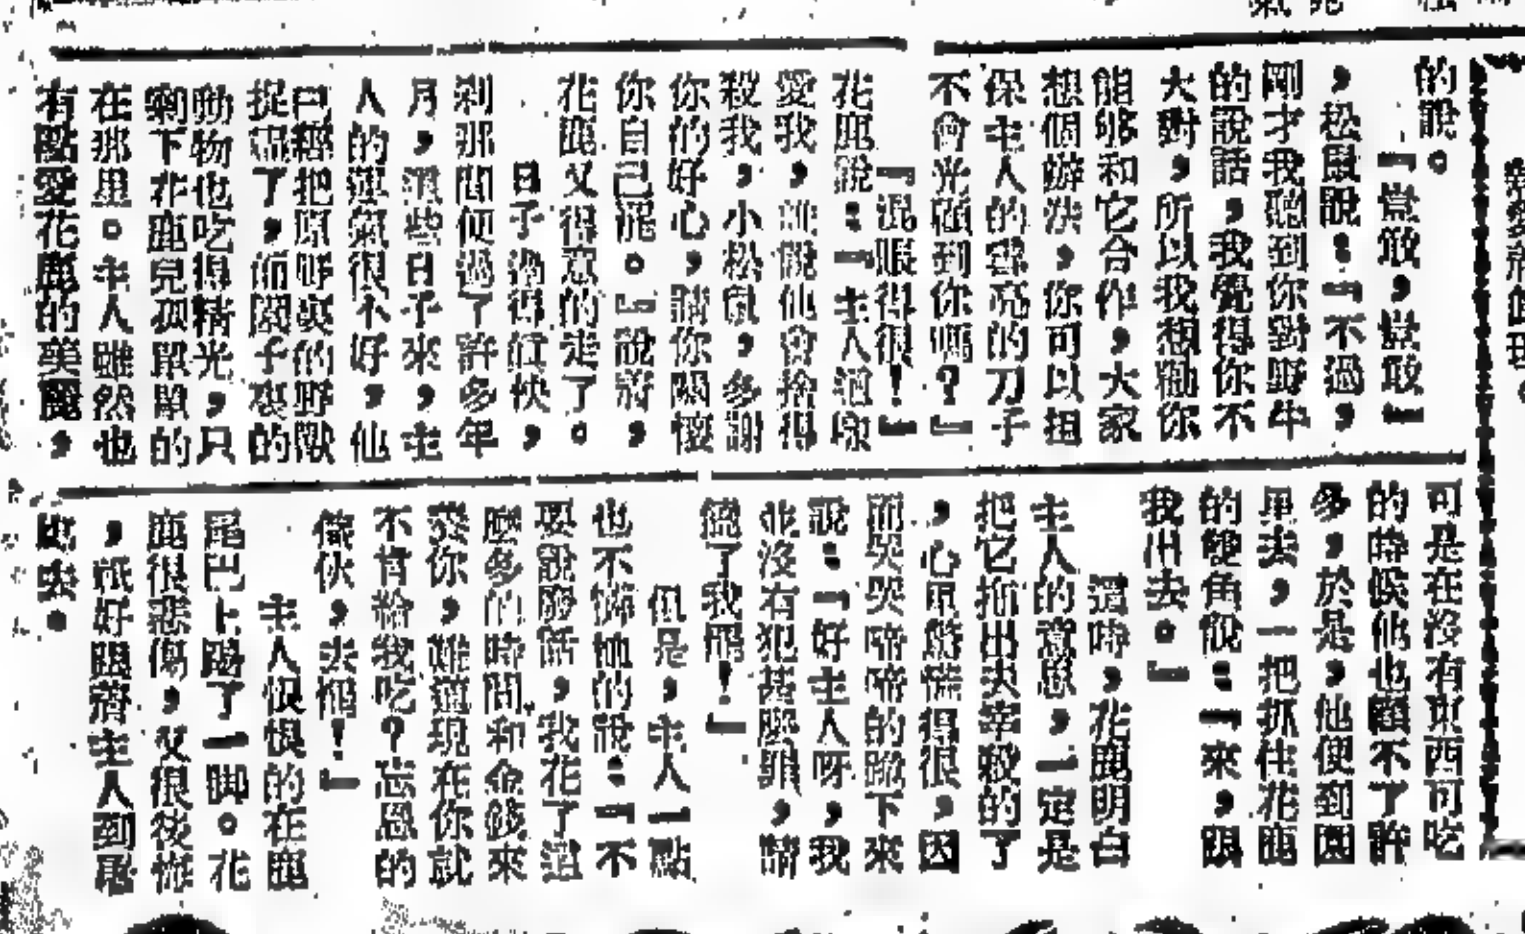 的說。
「當散，當敢」
，松鼠說：「不過，
剛才我聽到你對野牛
的說話，我覺得你不
大對，所以我想勸你
能够和它合作，大家
想個辦法，你可以担
保主人的雪亮的刀子
不會光顧到你嗎？』
『混賬得很！」
花鹿說：「主人這樣
愛我，誰說他會捨得
殺我，小松鼠，多謝
你的好心，請你關懷
你自己罷。』說着，
花鹿又得意的走了。
日子過得眞快，
刹那間便過了許多年
月，這些日子來，主
人的運氣很不好，他
已經把原野裏的野獸
捉 了，而園子裏的
動物也吃得精光，只
剩下花鹿兒孤單單的
在那里。主人雖然也
有點愛花鹿的美麗，
可是在沒有東西可吃
的時候他也顧不了許
多，於是，他便到園
里去，一把抓住花鹿
的雙角說：「來，跟
我出去。』
這時，花鹿明白
主人的意思，一定是
把它拖出去宰殺的了
，心里驚慌得很，因
而哭哭啼啼的跪下來
說：「好主人呀，我
並沒有犯甚麼罪，請
饒了我罷！」
但是，主人一點
也不憐恤的說：「不
要說廢話，我花了這
麼多的時間和金錢來
養你，難道現在你就
不肯給我吃？忘恩的
傢伙，去罷！」
主人恨恨的在鹿
尾巴上踢了一脚。花
鹿很悲傷，又很後悔
，祇好跟着主人到
去。